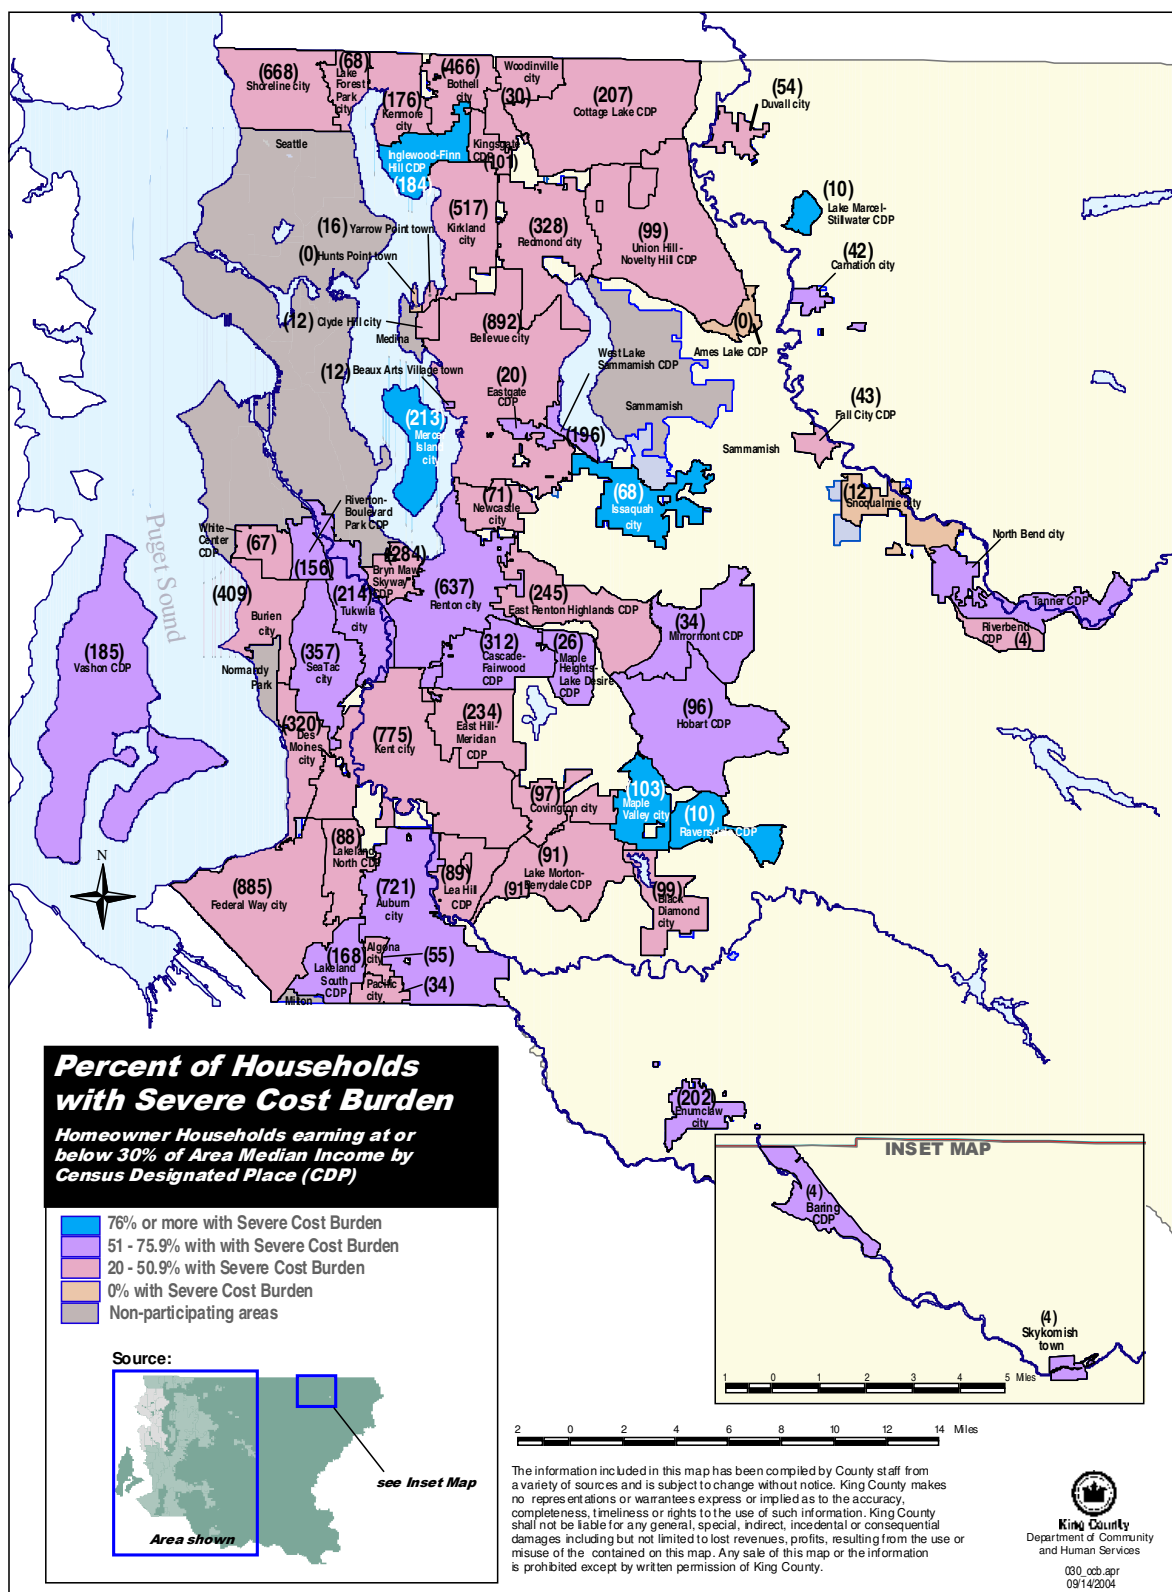 (668)
Shoreline city
(68)
Lake
Forest
Park
city
(176)
Kenmore
city
(466)
Bothell
city
Woodinville
city
(30)
(207)
Cottage Lake CDP
(54)
Duvall city
Seattle
Inglewood-Finn
Hill CDP
(184)
Kingsgate
CDP
(101)
(10)
Lake Marcel-
Stillwater CDP
(16) Yarrow Point town
(0) Hunts Point town
(517)
Kirkland
city
(328)
Redmond city
(99)
Union Hill -
Novelty Hill CDP
(42)
Carnation city
(12) Clyde Hill city
Medina
(892)
Bellevue city
(0)
Ames Lake CDP
(12) Beaux Arts Village town
West Lake
Sammamish CDP
(20)
Eastgate
CDP
Sammamish
(43)
Fall City CDP
(213)
Mercer
Island
city
(196)
Sammamish
(68)
Issaquah
city
(71)
Newcastle
city
(12)
Snoqualmie city
Puget Sound
Riverton-
Boulevard
Park CDP
White
Center
CDP
(67)
(156)
(284)
Bryn Mawr-
Skyway
CDP
North Bend city
(409)
Burien
city
(214)
Tukwila
city
(637)
Renton city
(245)
East Renton Highlands CDP
Tanner CDP
Riverbend
CDP
(4)
(185)
Vashon CDP
Normandy
Park
(357)
SeaTac
city
(312)
Cascade-
Fairwood
CDP
(26)
Maple
Heights-
Lake Desire
CDP
(34)
Mirrormont CDP
(96)
Hobart CDP
(320)
Des
Moines
city
(775)
Kent city
(234)
East Hill-
Meridian
CDP
(97)
Covington city
(103)
Maple
Valley city
(10)
Ravensdale CDP
N
(88)
Lakeland
North CDP
(885)
Federal Way city
(721)
Auburn
city
(89)
Lea Hill
CDP
(91)
Lake Morton-
Berrydale CDP
(91)
(99)
Black
Diamond
city
(168)
Lakeland
South
CDP
Algona
city
(55)
Pacific
city
(34)
Milton
(202)
Enumclaw
city
Percent of Households
with Severe Cost Burden
Homeowner Households earning at or
below 30% of Area Median Income by
Census Designated Place (CDP)
76% or more with Severe Cost Burden
51 - 75.9% with with Severe Cost Burden
20 - 50.9% with Severe Cost Burden
0% with Severe Cost Burden
Non-participating areas
Source:
see Inset Map
Area shown
INSET MAP
(4)
Baring
CDP
(4)
Skykomish
town
1 0 1 2 3 4 5 Miles
2 0 2 4 6 8 10 12 14 Miles
The information included in this map has been compiled by County staff from
a variety of sources and is subject to change without notice. King County makes
no representations or warrantees express or implied as to the accuracy,
completeness, timeliness or rights to the use of such information. King County
shall not be liable for any general, special, indirect, incedental or consequential
damages including but not limited to lost revenues, profits, resulting from the use or
misuse of the contained on this map. Any sale of this map or the information
is prohibited except by written permission of King County.
King County
Department of Community
and Human Services
030_ocb.apr
09/14/2004